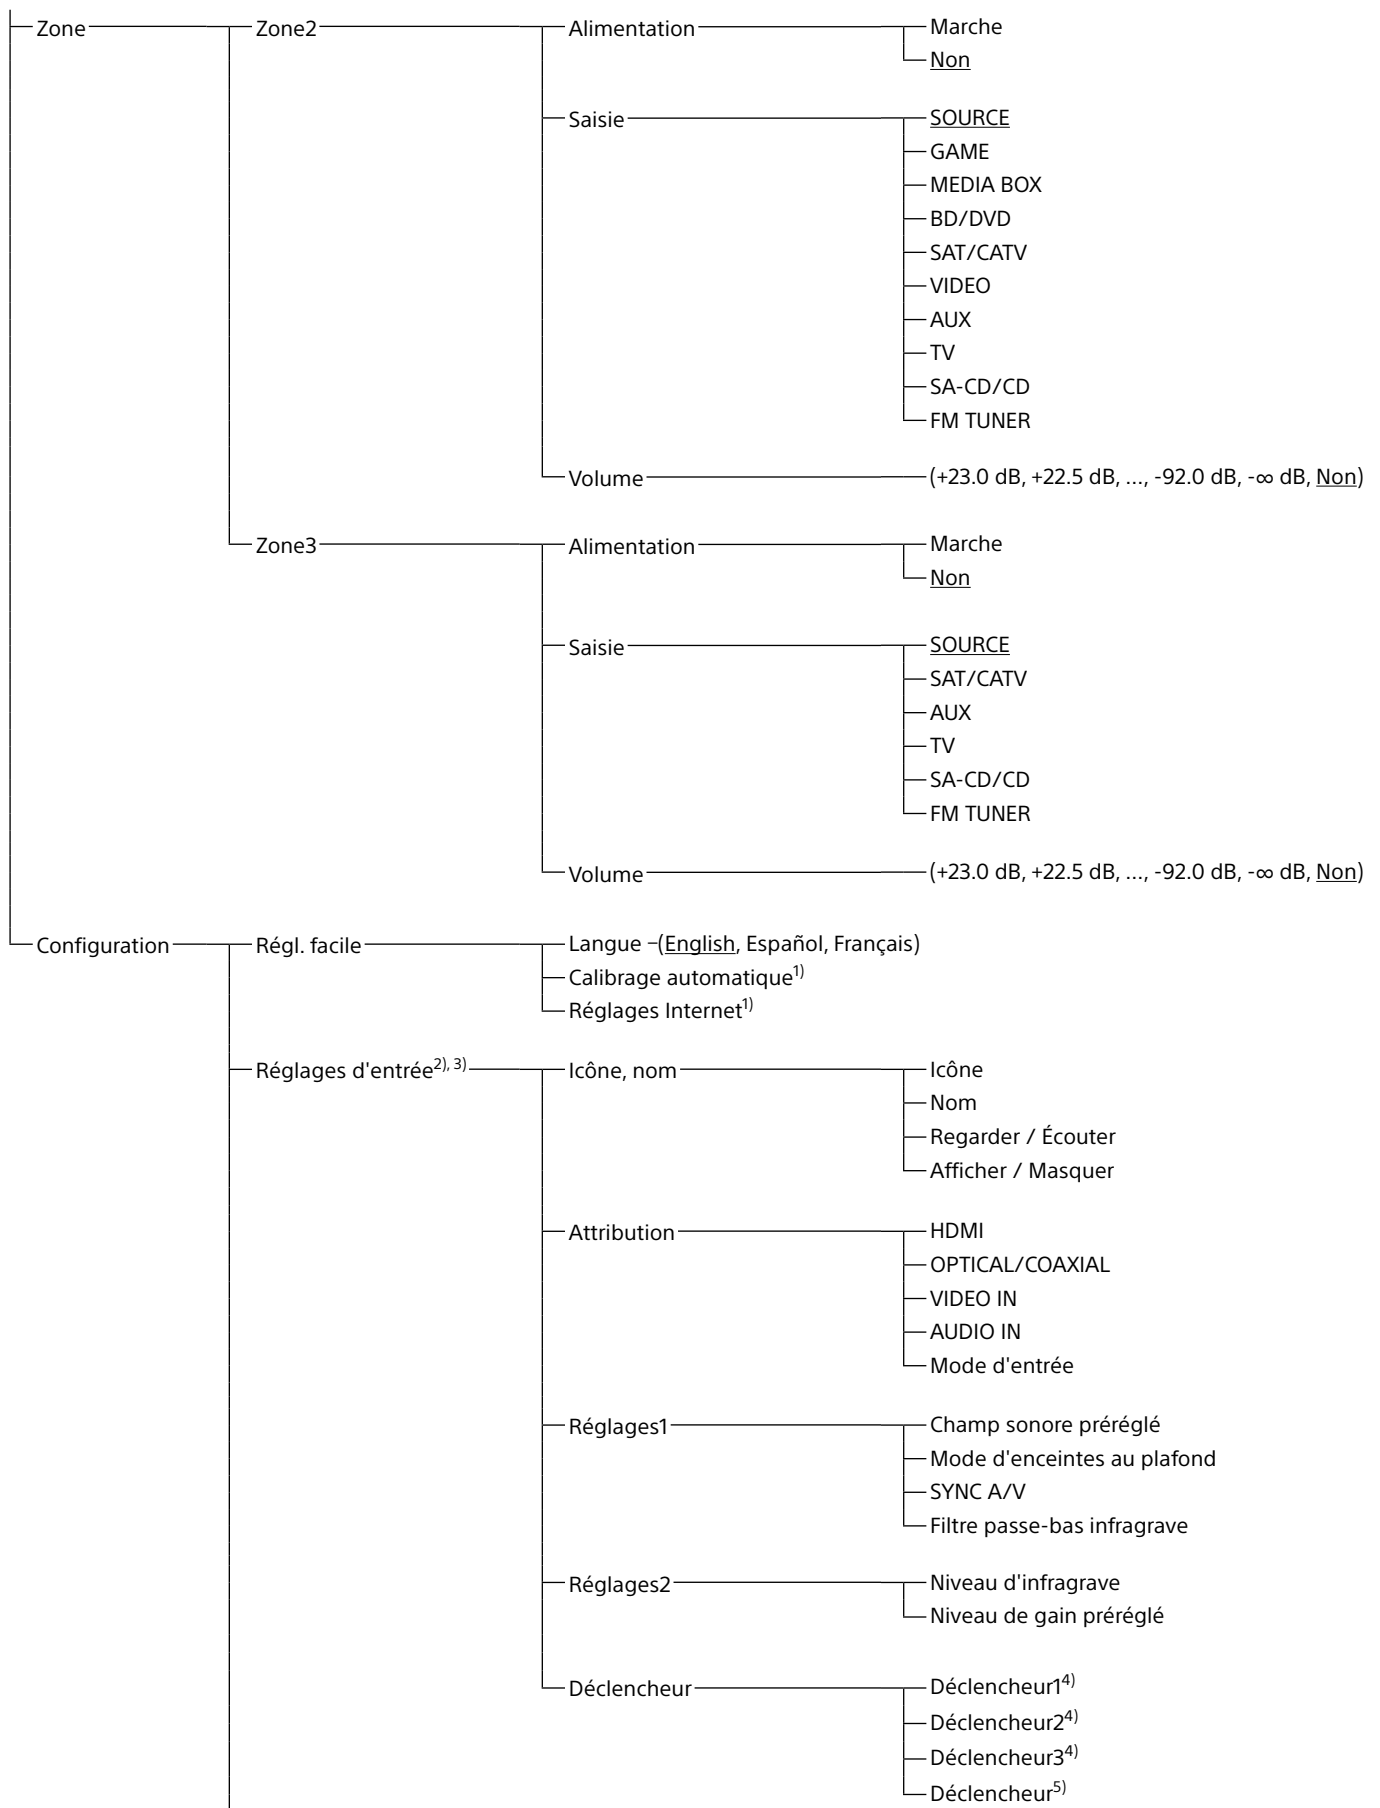 Zone
Zone2
Alimentation
Marche
Non
Saisie
SOURCE
GAME
MEDIA BOX
BD/DVD
SAT/CATV
VIDEO
AUX
TV
SA-CD/CD
FM TUNER
Volume
(+23.0 dB, +22.5 dB, ..., -92.0 dB, -∞ dB, Non)
Zone3
Alimentation
Marche
Non
Saisie
SOURCE
SAT/CATV
AUX
TV
SA-CD/CD
FM TUNER
Volume
(+23.0 dB, +22.5 dB, ..., -92.0 dB, -∞ dB, Non)
Configuration
Régl. facile
Langue –(English, Español, Français)
Calibrage automatique1)
Réglages Internet1)
Réglages d'entrée2), 3)
Icône, nom
Icône
Nom
Regarder / Écouter
Afficher / Masquer
Attribution
HDMI
OPTICAL/COAXIAL
VIDEO IN
AUDIO IN
Mode d'entrée
Réglages1
Champ sonore préréglé
Mode d'enceintes au plafond
SYNC A/V
Filtre passe-bas infragrave
Réglages2
Niveau d'infragrave
Niveau de gain préréglé
Déclencheur
Déclencheur14)
Déclencheur24)
Déclencheur34)
Déclencheur5)